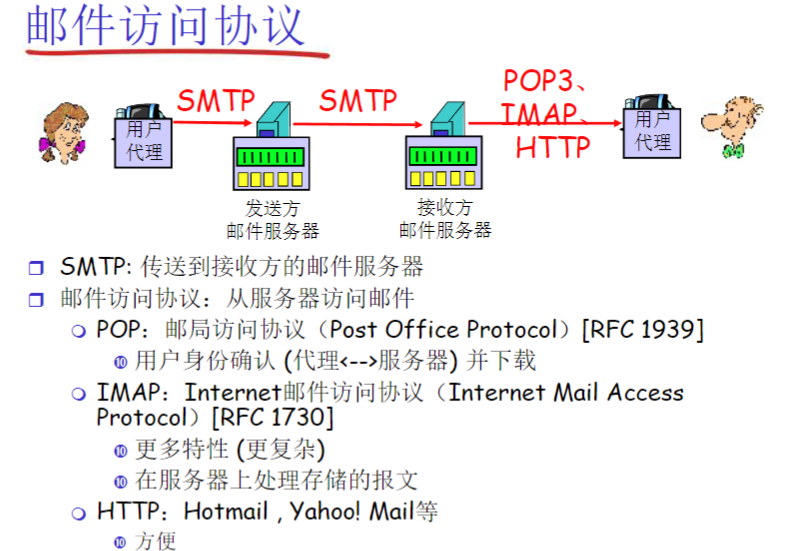 邮件访问协议
SMTP
SMTP
POP3、
IMAP、
HTTP
用户
代理
用户
代理
发送方
邮件服务器
接收方
邮件服务器
SMTP: 传送到接收方的邮件服务器
邮件访问协议：从服务器访问邮件
POP：邮局访问协议（Post Office Protocol）[RFC 1939]
⓾ 用户身份确认 (代理<-->服务器) 并下载
IMAP：Internet邮件访问协议（Internet Mail Access
Protocol）[RFC 1730]
⓾ 更多特性 (更复杂)
⓾ 在服务器上处理存储的报文
HTTP：Hotmail , Yahoo! Mail等
⓾ 方便